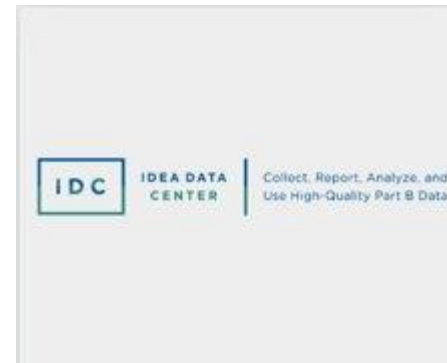 IDC
IDEA DATA
CENTER
Collect, Report, Analyze, and
Use High-Quality Part B Data